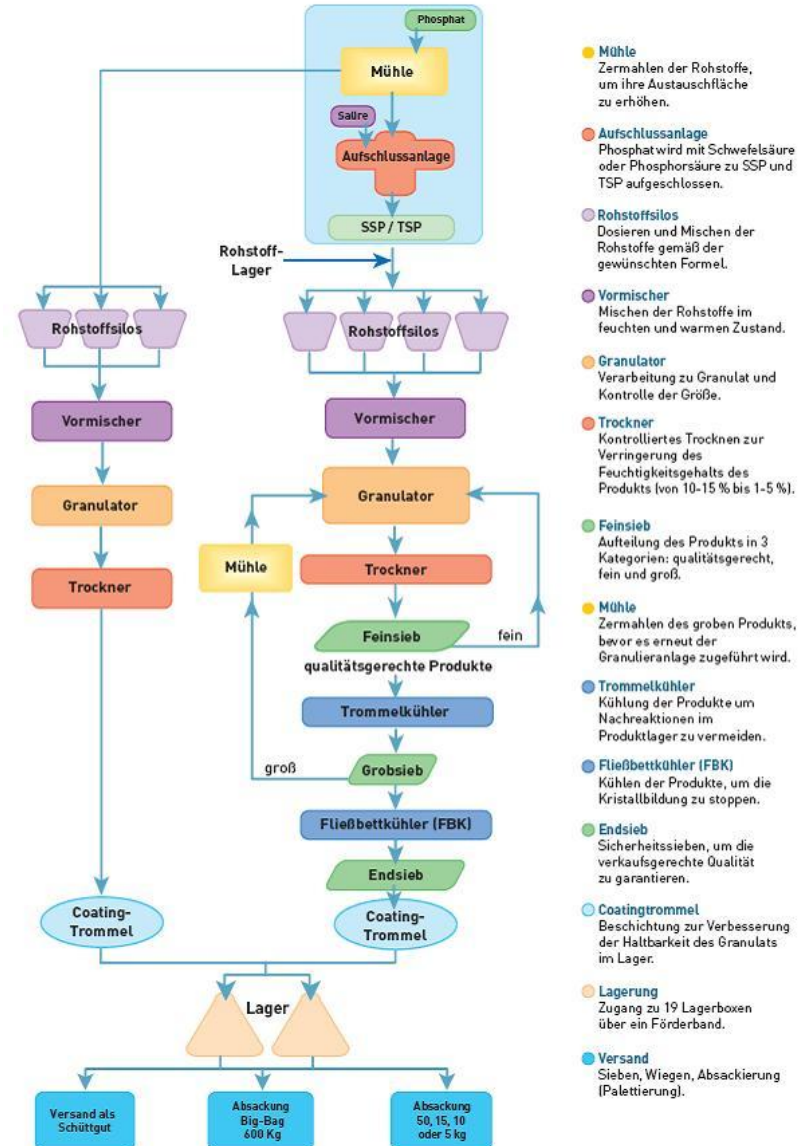 Phosphat
Mühle
Säure
Aufschlussanlage
SSP / TSP
Rohstoff-
Lager
Rohstoffsilos
Rohstoffsilos
Vormischer
Vormischer
Granulator
Granulator
Mühle
Trockner
Trockner
Feinsieb
fein
qualitätsgerechte Produkte
Trommelkühler
groß
Grobsieb
Fließbettkühler (FBK)
Endsieb
Coating-
Trommel
Coating-
Trommel
Lager
Versand als
Schüttgut
Absackung
Big-Bag
600 Kg
Absackung
50, 15, 10
oder 5 kg
Mühle
Zermahlen der Rohstoffe,
um ihre Austauschfläche
zu erhöhen.
Aufschlussanlage
Phosphat wird mit Schwefelsäure
oder Phosphorsäure zu SSP und
TSP aufgeschlossen.
Rohstoffsilos
Dosieren und Mischen der
Rohstoffe gemäß der
gewünschten Formel.
Vormischer
Mischen der Rohstoffe im
feuchten und warmen Zustand.
Granulator
Verarbeitung zu Granulat und
Kontrolle der Größe.
Trockner
Kontrolliertes Trocknen zur
Verringerung des
Feuchtigkeitsgehalts des
Produkts (von 10-15 % bis 1-5 %).
Feinsieb
Aufteilung des Produkts in 3
Kategorien: qualitätsgerecht,
fein und groß.
Mühle
Zermahlen des groben Produkts,
bevor es erneut der
Granulieranlage zugeführt wird.
Trommelkühler
Kühlung der Produkte um
Nachreaktionen im
Produktlager zu vermeiden.
Fließbettkühler (FBK)
Kühlen der Produkte, um die
Kristallbildung zu stoppen.
Endsieb
Sicherheitssieben, um die
verkaufsgerechte Qualität
zu garantieren.
Coatingtrommel
Beschichtung zur Verbesserung
der Haltbarkeit des Granulats
im Lager.
Lagerung
Zugang zu 19 Lagerboxen
über ein Förderband.
Versand
Sieben, Wiegen, Absackierung
(Palettierung).